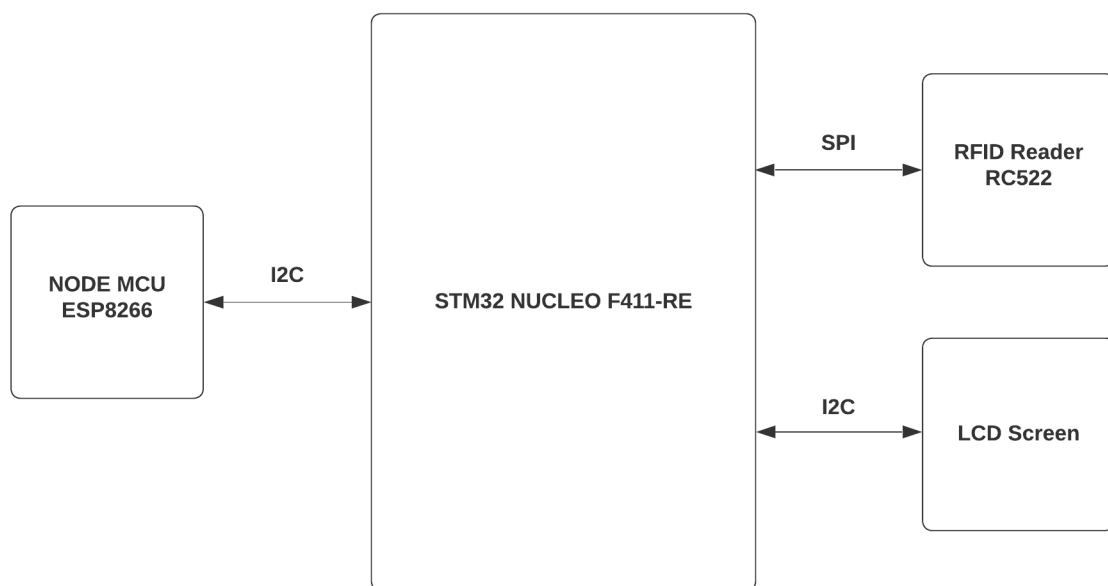 NODE MCU
ESP8266
I2C
STM32 NUCLEO F411-RE
SPI
RFID Reader
RC522
I2C
LCD Screen